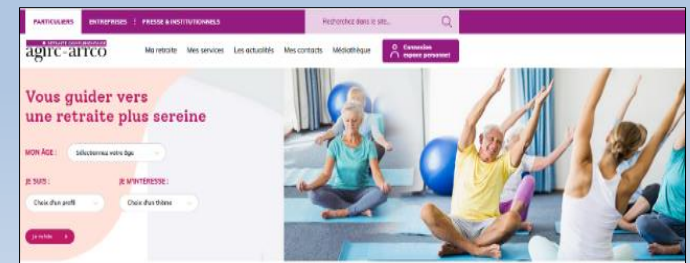 PARTICULIERS ENTREPRISES PRESSE & INSTITUTIONNELS Recherchez dans le site...
agirc-arrco Ma retraite Mes services Les actualités Mes contacts Médiathèque Connexion
espace personnel
Vous guider vers
une retraite plus sereine
MON ÂGE : Sélectionnez votre âge
JE SUIS : JE M'INTÉRESSE :
Choix d'un profil Choix d'un thème
Je valide